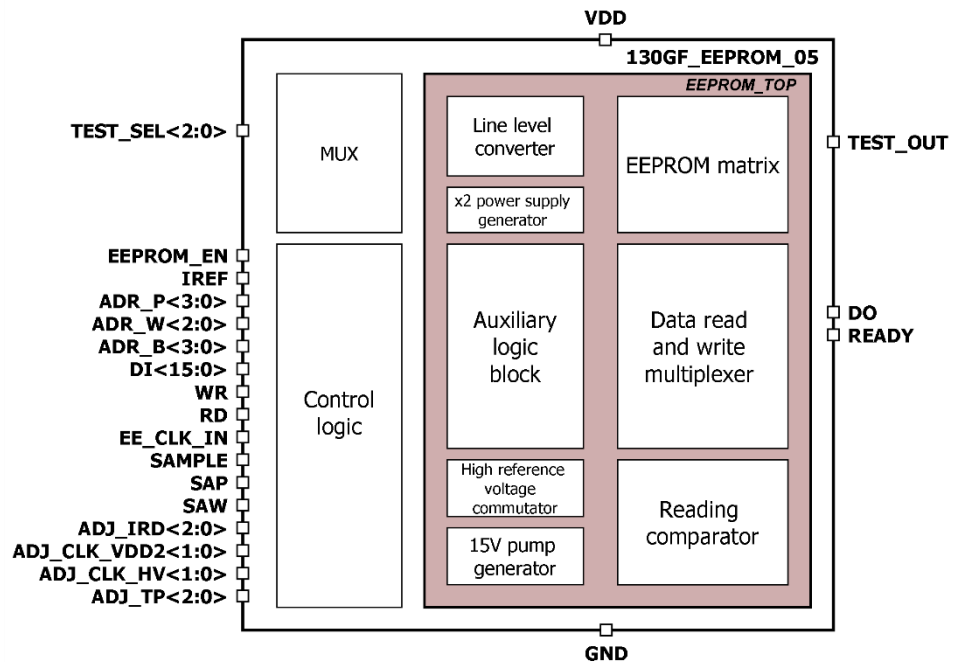 VDD
130GF_EEPROM_05
EEPROM_TOP
TEST_SEL<2:0>
MUX
Line level
converter
EEPROM matrix
TEST_OUT
x2 power supply
generator
EEPROM_EN
IREF
ADR_P<3:0>
ADR_W<2:0>
ADR_B<3:0>
DI<15:0>
WR
RD
EE_CLK_IN
SAMPLE
SAP
SAW
ADJ_IRD<2:0>
ADJ_CLK_VDD2<1:0>
ADJ_CLK_HV<1:0>
ADJ_TP<2:0>
Control
logic
Auxiliary
logic
block
Data read
and write
multiplexer
DO
READY
High reference
voltage
commutator
15V pump
generator
Reading
comparator
GND